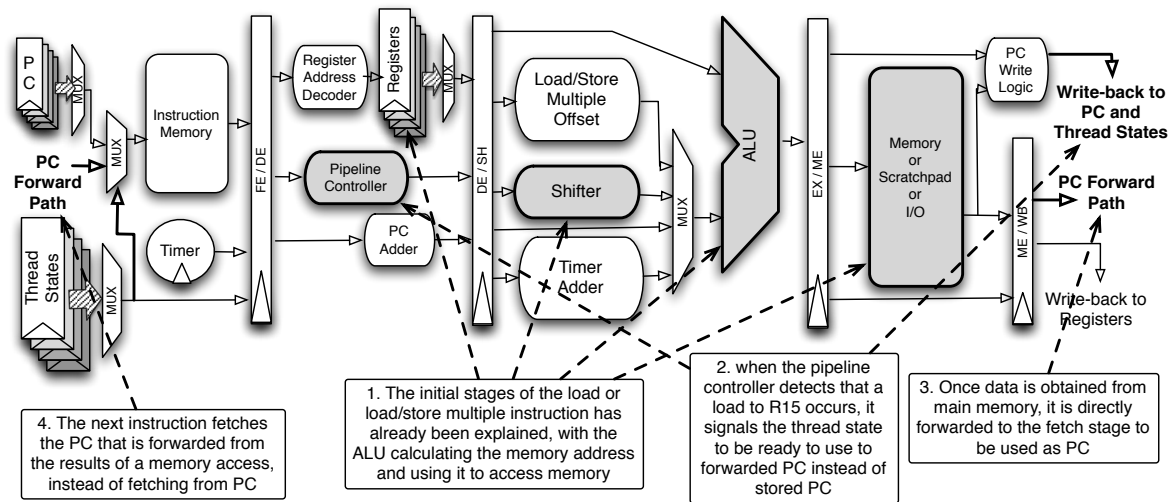 PC
MUX
MUX
PC
Forward
Path
Thread
States
MUX
Instruction
Memory
Timer
FE / DE
Register
Address
Decoder
Registers
MUX
Pipeline
Controller
PC
Adder
DE / SH
Load/Store
Multiple
Offset
Shifter
Timer
Adder
MUX
ALU
EX / ME
Memory
or
Scratchpad
or
I/O
PC
Write
Logic
Write-back to
PC and
Thread States
ME / WB
PC Forward
Path
Write-back to
Registers
4. The next instruction fetches
the PC that is forwarded from
the results of a memory access,
instead of fetching from PC
1. The initial stages of the load or
load/store multiple instruction has
already been explained, with the
ALU calculating the memory address
and using it to access memory
2. when the pipeline
controller detects that a
load to R15 occurs, it
signals the thread state
to be ready to use to
forwarded PC instead of
stored PC
3. Once data is obtained from
main memory, it is directly
forwarded to the fetch stage to
be used as PC